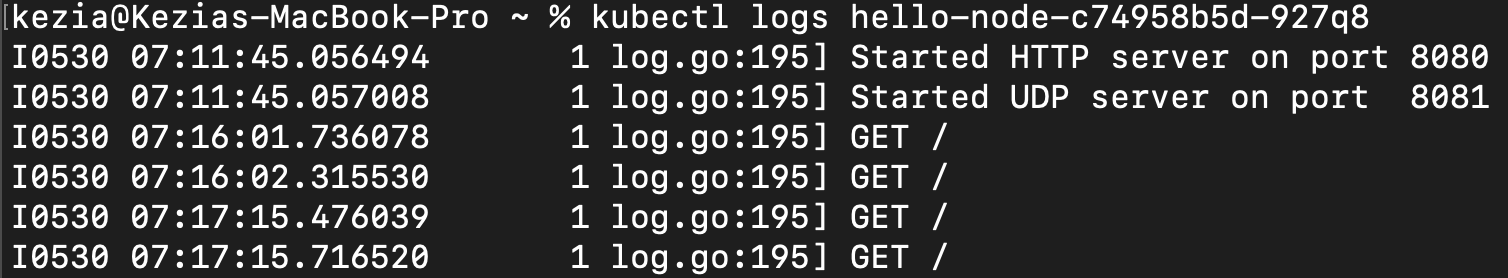 [kezia@Kezias-MacBook-Pro ~ % kubectl logs hello-node-c74958b5d-927q8
I0530 07:11:45.056494       1 log.go:195] Started HTTP server on port 8080
I0530 07:11:45.057008       1 log.go:195] Started UDP server on port  8081
I0530 07:16:01.736078       1 log.go:195] GET /
I0530 07:16:02.315530       1 log.go:195] GET /
I0530 07:17:15.476039       1 log.go:195] GET /
I0530 07:17:15.716520       1 log.go:195] GET /